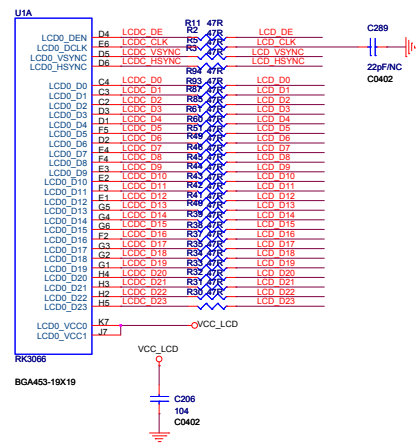 U1A
R11 47R
LCD0_DEN D4 LCDC_DE R2 47R LCD_DE
LCD0_DCLK E6 LCDC_CLK R5 47R LCD_CLK
LCD0_VSYNC D5 LCDC_VSYNC R3 47R LCD_VSYNC
LCD0_HSYNC D6 LCDC_HSYNC LCD_HSYNC
C289
22pF/NC
C0402
R94 47R
LCD0_D0 C4 LCDC_D0 R93 47R LCD_D0
LCD0_D1 C3 LCDC_D1 R87 47R LCD_D1
LCD0_D2 C2 LCDC_D2 R85 47R LCD_D2
LCD0_D3 D3 LCDC_D3 R61 47R LCD_D3
LCD0_D4 D1 LCDC_D4 R60 47R LCD_D4
LCD0_D5 F5 LCDC_D5 R51 47R LCD_D5
LCD0_D6 D2 LCDC_D6 R49 47R LCD_D6
LCD0_D7 F4 LCDC_D7 R46 47R LCD_D7
LCD0_D8 E4 LCDC_D8 R45 47R LCD_D8
LCD0_D9 E3 LCDC_D9 R44 47R LCD_D9
LCD0_D10 E2 LCDC_D10 R43 47R LCD_D10
LCD0_D11 F3 LCDC_D11 R42 47R LCD_D11
LCD0_D12 E1 LCDC_D12 R41 47R LCD_D12
LCD0_D13 G5 LCDC_D13 47R LCD_D13
LCD0_D14 G4 LCDC_D14 R39 47R LCD_D14
LCD0_D15 G6 LCDC_D15 R38 47R LCD_D15
LCD0_D16 F2 LCDC_D16 R37 47R LCD_D16
LCD0_D17 G3 LCDC_D17 R35 47R LCD_D17
LCD0_D18 G2 LCDC_D18 R34 47R LCD_D18
LCD0_D19 G1 LCDC_D19 R33 47R LCD_D19
LCD0_D20 H4 LCDC_D20 R32 47R LCD_D20
LCD0_D21 H3 LCDC_D21 R31 47R LCD_D21
LCD0_D22 H2 LCDC_D22 R30 47R LCD_D22
LCD0_D23 H5 LCDC_D23 LCD_D23
LCD0_VCC0 K7 VCC_LCD
LCD0_VCC1 J7
RK3066
VCC_LCD
BGA453-19X19
C206
104
C0402